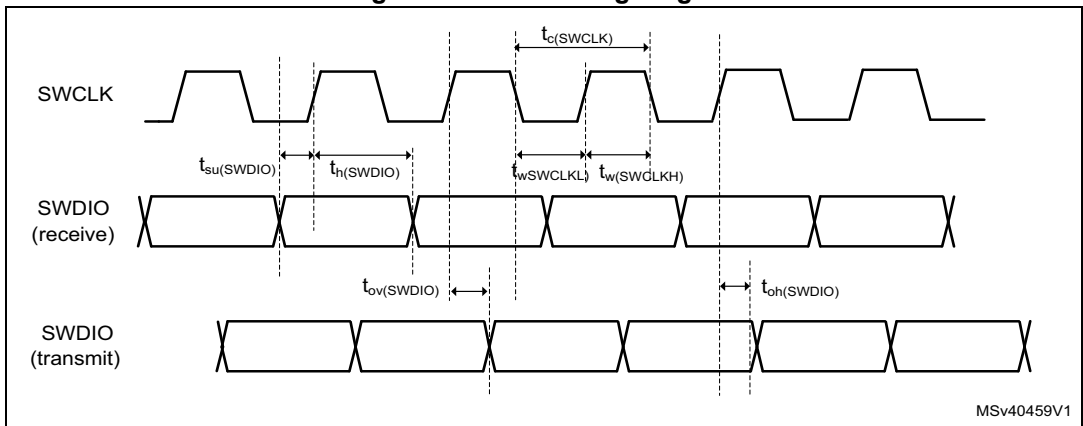 tc(SWCLK)
SWCLK
tsu(SWDIO)
th(SWDIO)
twSWCLKL)
tw(SWCLKH)
SWDIO
(receive)
tov(SWDIO)
toh(SWDIO)
SWDIO
(transmit)
MSv40459V1